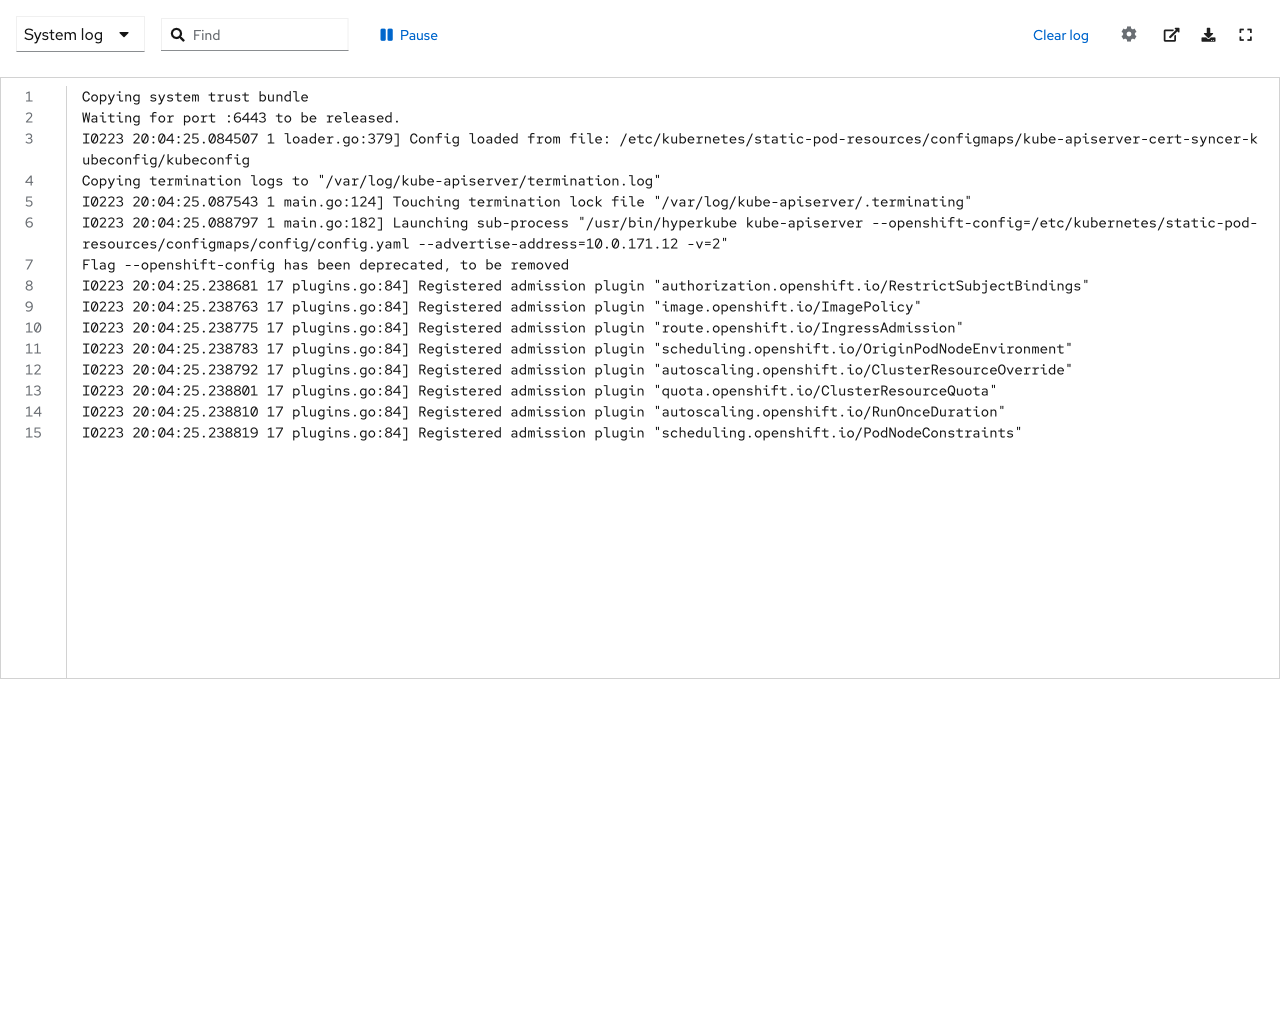 System log
Find
Pause
Clear log
1 Copying system trust bundle
2 Waiting for port :6443 to be released.
3 I0223 20:04:25.084507 1 loader.go:379] Config loaded from file: /etc/kubernetes/static-pod-resources/configmaps/kube-apiserver-cert-syncer-k
ubeconfig/kubeconfig
4 Copying termination logs to "/var/log/kube-apiserver/termination.log"
5 I0223 20:04:25.087543 1 main.go:124] Touching termination lock file "/var/log/kube-apiserver/.terminating"
6 I0223 20:04:25.088797 1 main.go:182] Launching sub-process "/usr/bin/hyperkube kube-apiserver --openshift-config=/etc/kubernetes/static-pod-
resources/configmaps/config/config.yaml --advertise-address=10.0.171.12 -v=2"
7 Flag --openshift-config has been deprecated, to be removed
8 I0223 20:04:25.238681 17 plugins.go:84] Registered admission plugin "authorization.openshift.io/RestrictSubjectBindings"
9 I0223 20:04:25.238763 17 plugins.go:84] Registered admission plugin "image.openshift.io/ImagePolicy"
10 I0223 20:04:25.238775 17 plugins.go:84] Registered admission plugin "route.openshift.io/IngressAdmission"
11 I0223 20:04:25.238783 17 plugins.go:84] Registered admission plugin "scheduling.openshift.io/OriginPodNodeEnvironment"
12 I0223 20:04:25.238792 17 plugins.go:84] Registered admission plugin "autoscaling.openshift.io/ClusterResourceOverride"
13 I0223 20:04:25.238801 17 plugins.go:84] Registered admission plugin "quota.openshift.io/ClusterResourceQuota"
14 I0223 20:04:25.238810 17 plugins.go:84] Registered admission plugin "autoscaling.openshift.io/RunOnceDuration"
15 I0223 20:04:25.238819 17 plugins.go:84] Registered admission plugin "scheduling.openshift.io/PodNodeConstraints"